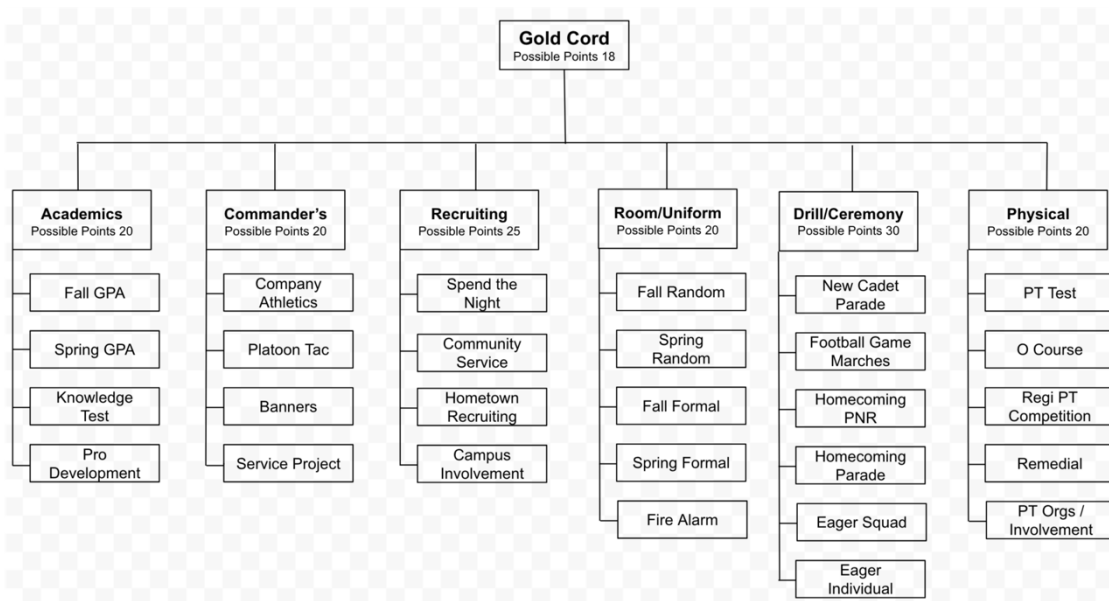 Gold Cord
Possible Points 18
Academics
Possible Points 20
Fall GPA
Spring GPA
Knowledge
Test
Pro
Development
Commander's
Possible Points 20
Company
Athletics
Platoon Tac
Banners
Service Project
Recruiting
Possible Points 25
Spend the
Night
Community
Service
Hometown
Recruiting
Campus
Involvement
Room/Uniform
Possible Points 20
Fall Random
Spring
Random
Fall Formal
Spring Formal
Fire Alarm
Drill/Ceremony
Possible Points 30
New Cadet
Parade
Football Game
Marches
Homecoming
PNR
Homecoming
Parade
Eager Squad
Eager
Individual
Physical
Possible Points 20
PT Test
O Course
Regi PT
Competition
Remedial
PT Orgs /
Involvement